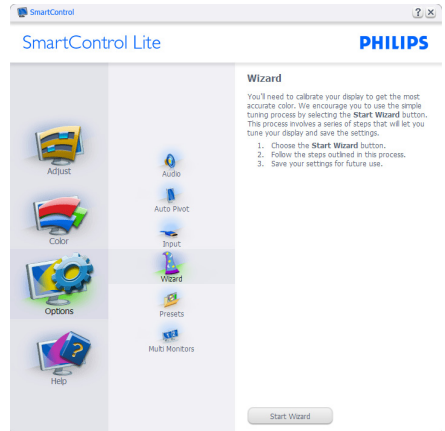 SmartControl
? ×
SmartControl Lite
PHILIPS
Adjust
Color
Options
Help
Audio
Auto Pivot
Input
Wizard
Presets
Multi Monitors
Wizard
You'll need to calibrate your display to get the most
accurate color. We encourage you to use the simple
tuning process by selecting the Start Wizard button.
This process involves a series of steps that will let you
tune your display and save the settings.
1. Choose the Start Wizard button.
2. Follow the steps outlined in this process.
3. Save your settings for future use.
Start Wizard